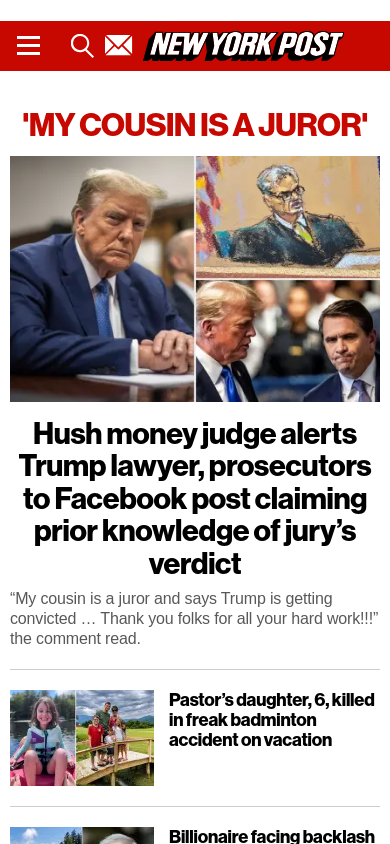 NEW YORK POST
'MY COUSIN IS A JUROR'
Hush money judge alerts
Trump lawyer, prosecutors
to Facebook post claiming
prior knowledge of jury’s
verdict
“My cousin is a juror and says Trump is getting
convicted … Thank you folks for all your hard work!!!”
the comment read.
Pastor’s daughter, 6, killed
in freak badminton
accident on vacation
Billionaire facing backlash